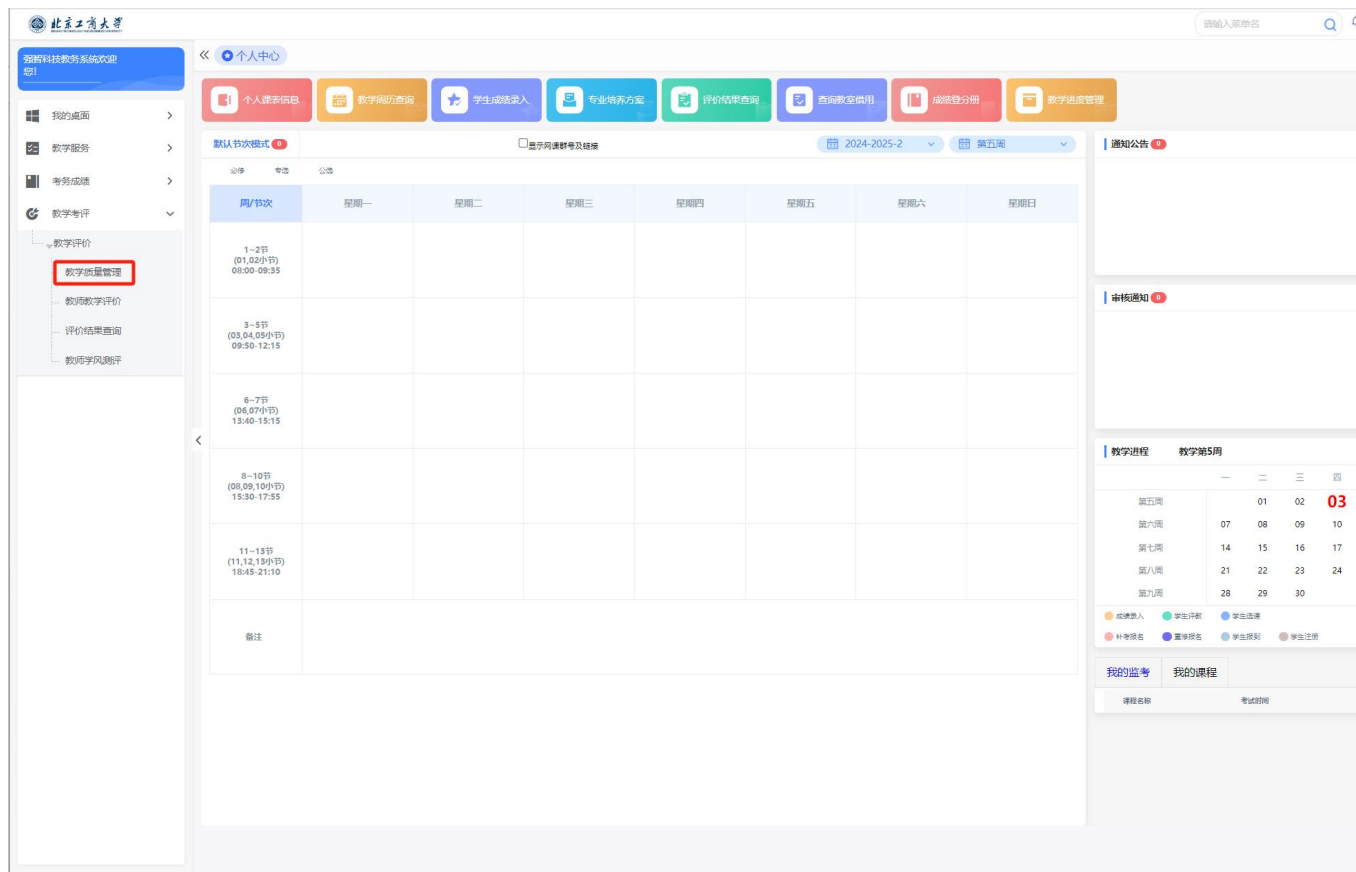 北京工商大学
请输入菜单名
强智科技教务系统欢迎
您!
个人中心
我的桌面
教学服务
考务成绩
教学考评
教学评价
教学质量管理
教师教学评价
评价结果查询
教师学风测评
个人课表信息
教学周历查询
学生成绩录入
专业培养方案
评价结果查询
查询教室借用
成绩登分册
教学进度管理
默认节次模式 0
显示网课群号及链接
2024-2025-2
第五周
必修 专选 公选
周/节次 星期一 星期二 星期三 星期四 星期五 星期六 星期日
1~2节
(01,02小节)
08:00-09:35
3~5节
(03,04,05小节)
09:50-12:15
6~7节
(06,07小节)
13:40-15:15
8~10节
(08,09,10小节)
15:30-17:55
11~13节
(11,12,13小节)
18:45-21:10
备注
通知公告 0
审核通知 0
教学进程 教学第5周
一 二 三 四
第五周 01 02 03
第六周 07 08 09 10
第七周 14 15 16 17
第八周 21 22 23 24
第九周 28 29 30
成绩录入 学生评教 学生选课
补考报名 重修报名 学生报到 学生注册
我的监考 我的课程
课程名称 考试时间